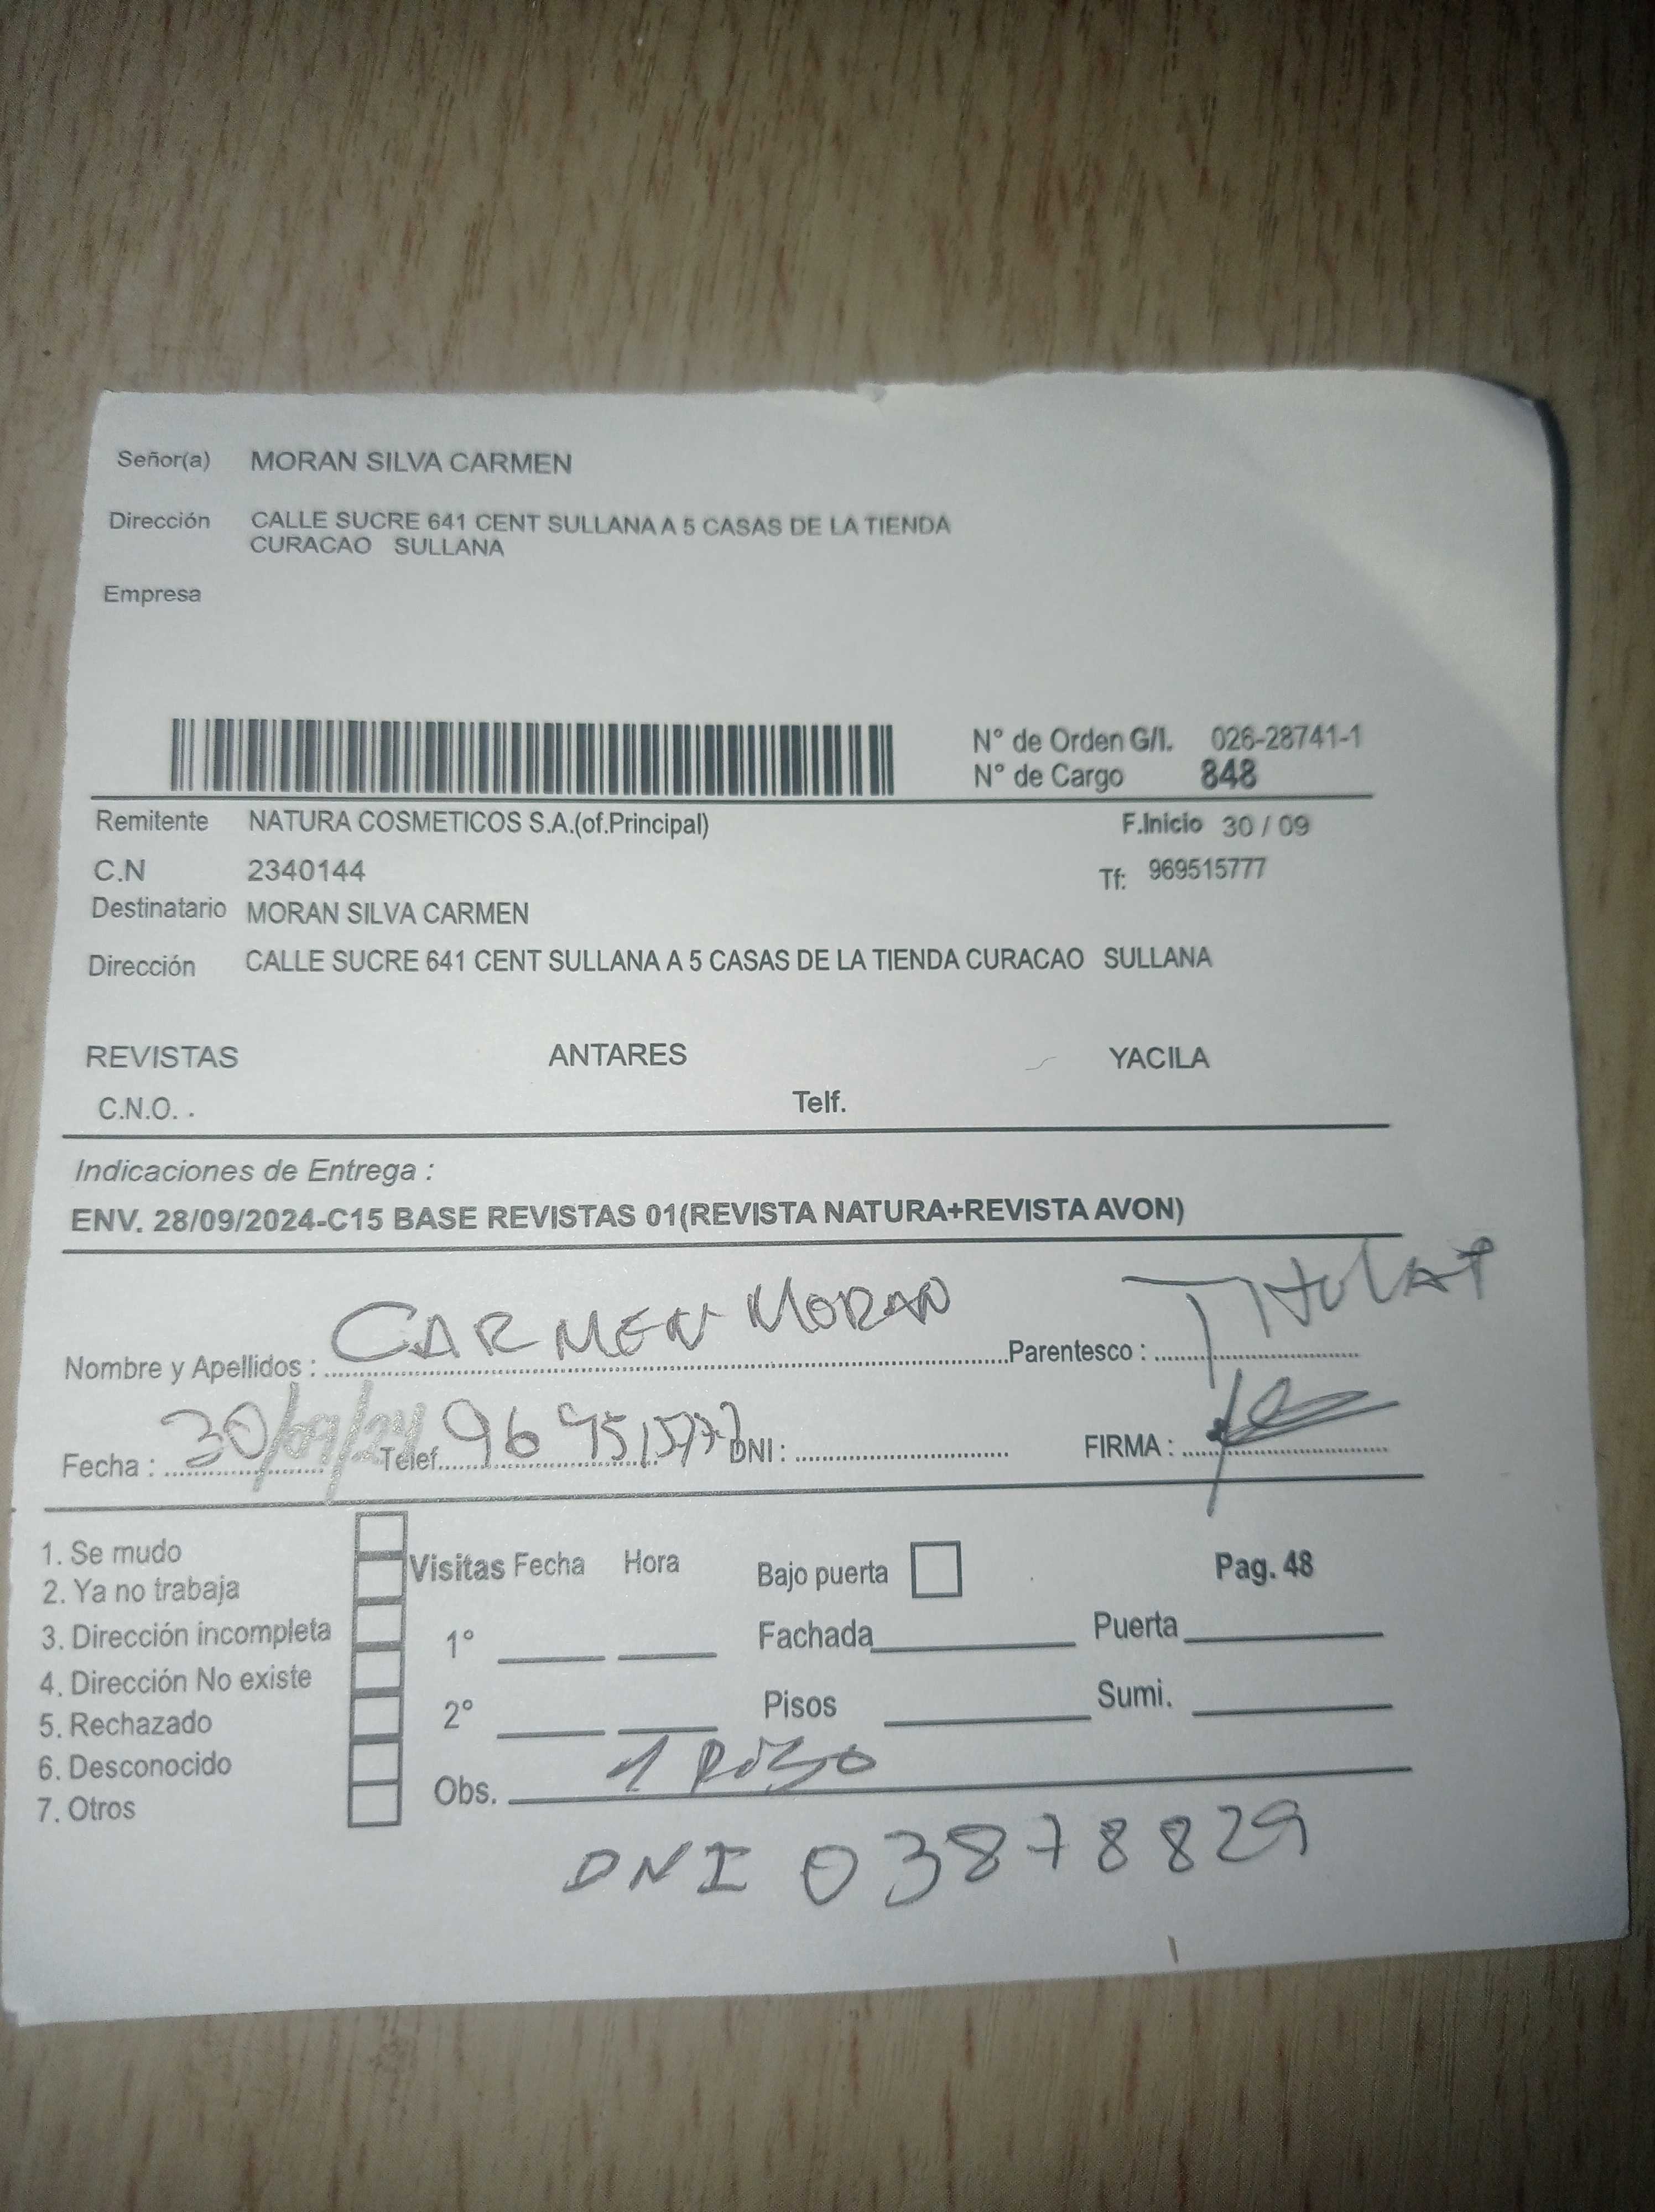 Señor(a) MORAN SILVA CARMEN
Dirección CALLE SUCRE 641 CENT SULLANA A 5 CASAS DE LA TIENDA
CURACAO SULLANA
Empresa
N° de Orden G/I. 026-28741-1
N° de Cargo 848
Remitente NATURA COSMETICOS S.A.(of.Principal) F.Inicio 30 / 09
C.N 2340144 Tf: 969515777
Destinatario MORAN SILVA CARMEN
Dirección CALLE SUCRE 641 CENT SULLANA A 5 CASAS DE LA TIENDA CURACAO SULLANA
REVISTAS ANTARES YACILA
C.N.O. . Telf.
Indicaciones de Entrega :
ENV. 28/09/2024-C15 BASE REVISTAS 01(REVISTA NATURA+REVISTA AVON)
Nombre y Apellidos : CARMEN MORAN Parentesco : TitulAr
Fecha : 30/09/24 Telef. 969515777 DNI : FIRMA :
1. Se mudo
2. Ya no trabaja
3. Dirección incompleta
4. Dirección No existe
5. Rechazado
6. Desconocido
7. Otros
Visitas Fecha Hora Bajo puerta Pag. 48
1° Fachada Puerta
2° Pisos Sumi.
Obs. 1 Piso
DNI 03878829